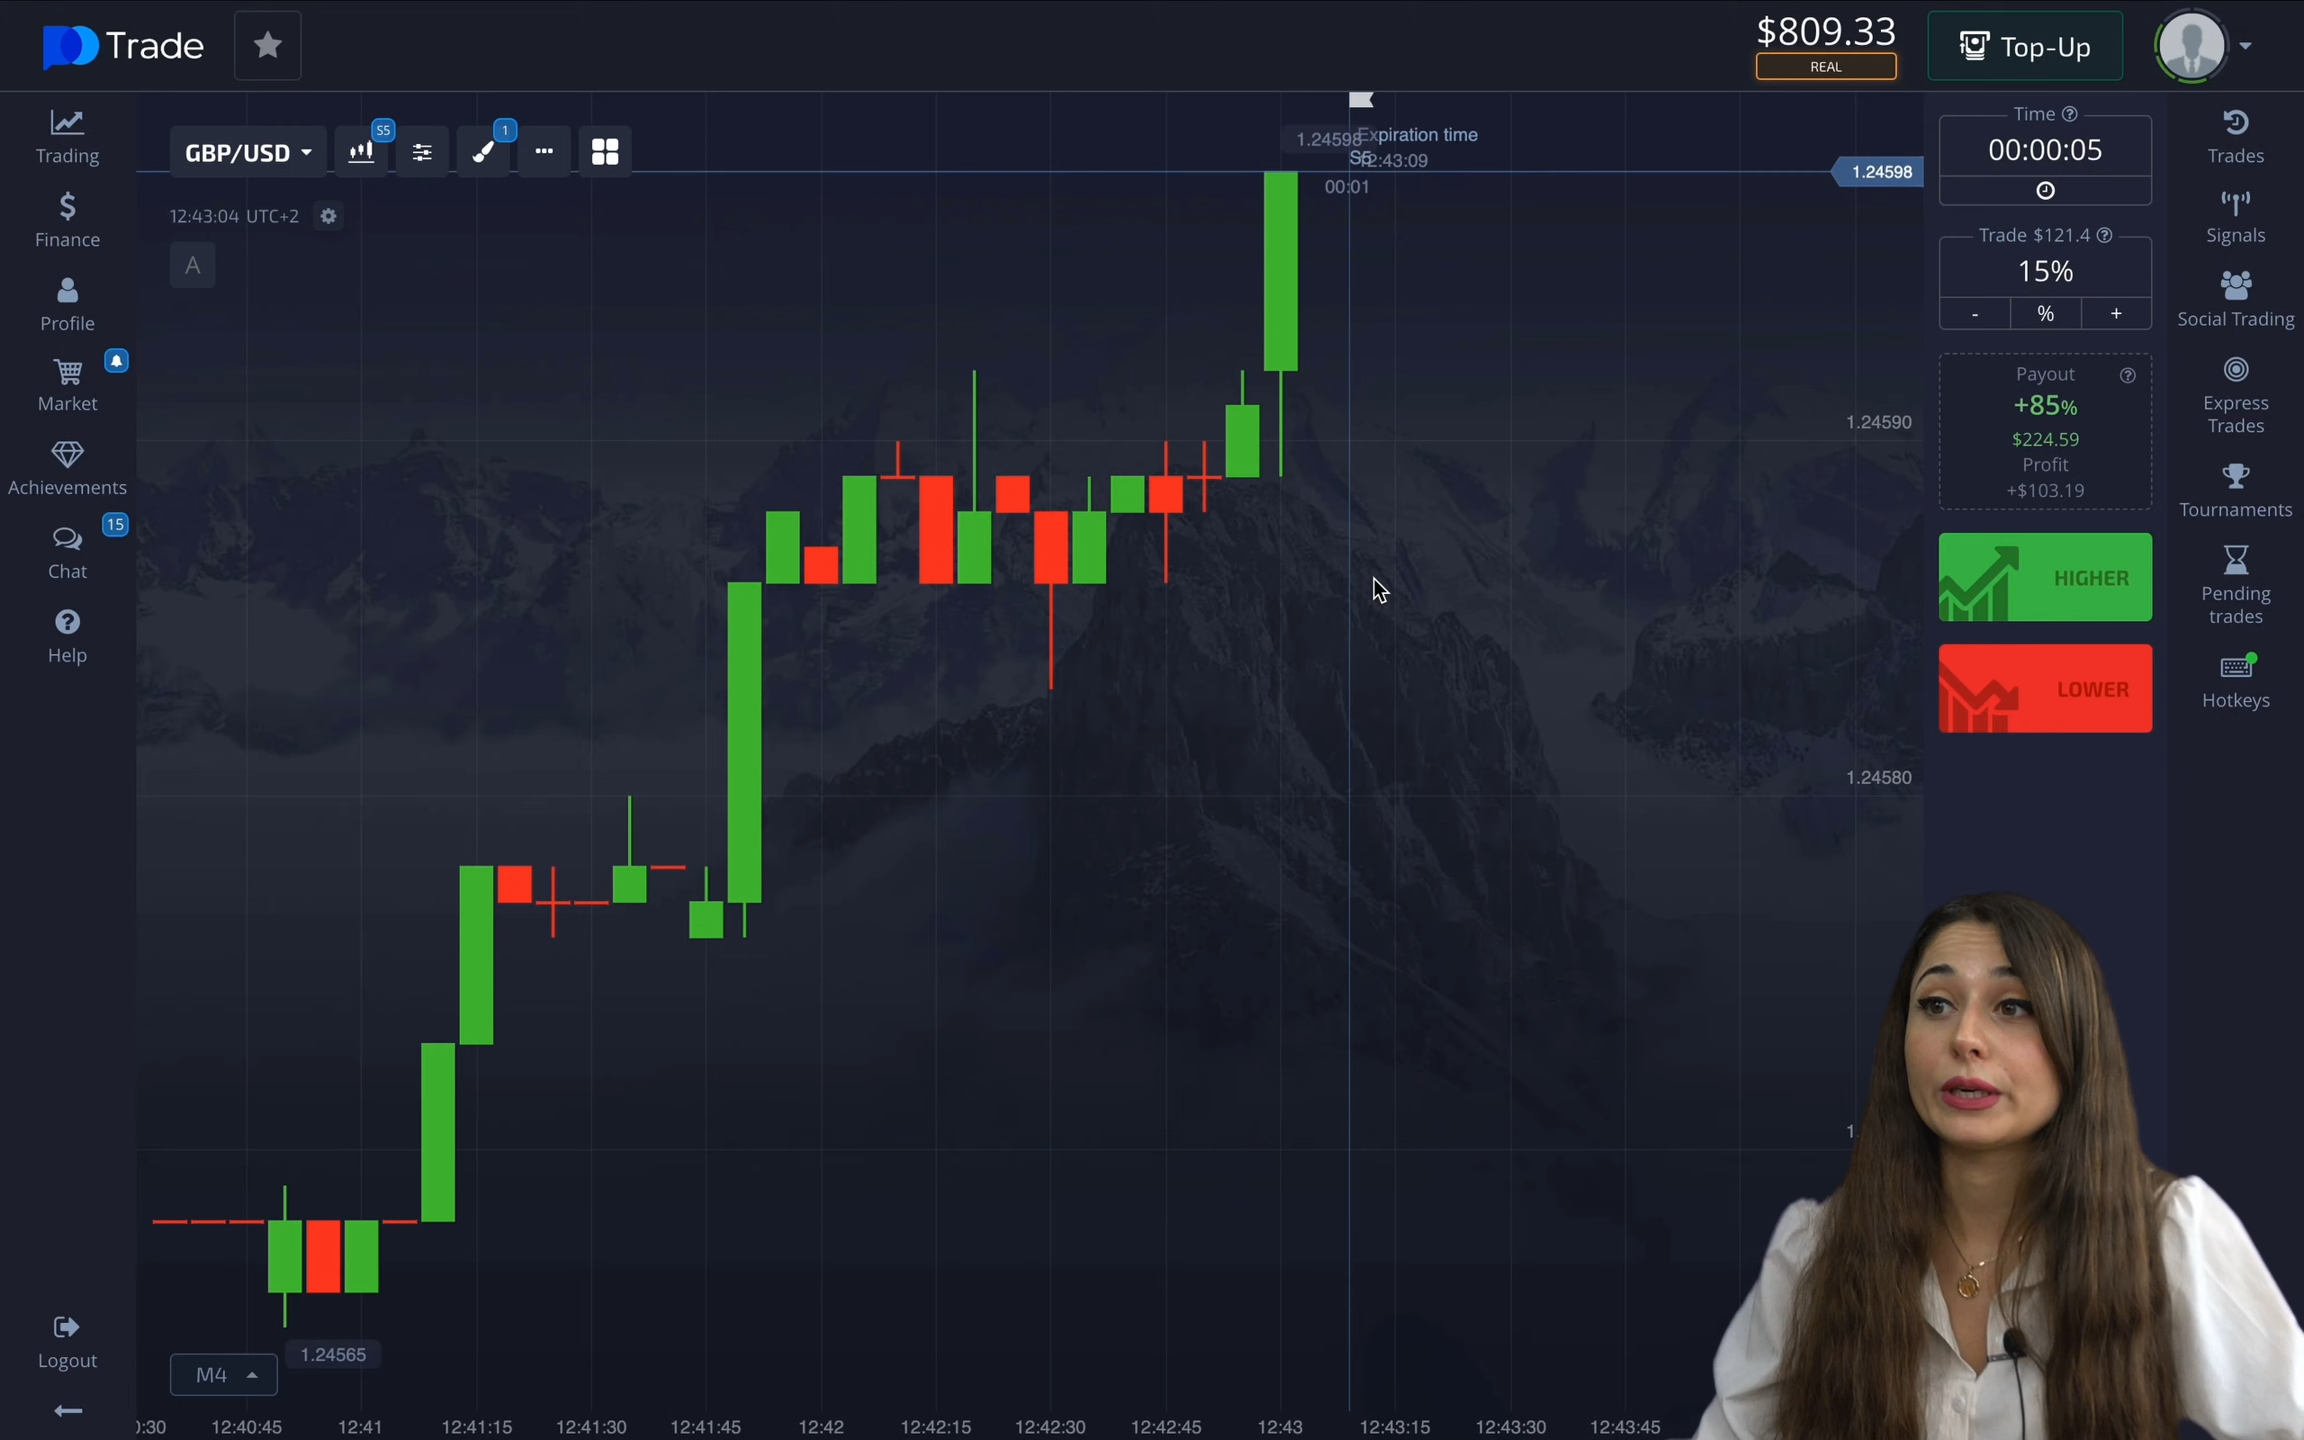 Trade
$809.33
REAL
Top-Up
Trading
Finance
Profile
Market
Achievements
15
Chat
Help
Logout
GBP/USD
S5
1
12:43:04 UTC+2
A
1.24598
Expiration time
S5
12:43:09
00:01
1.24598
1.24590
1.24580
1.
1.24565
M4
0:30
12:40:45
12:41
12:41:15
12:41:30
12:41:45
12:42
12:42:15
12:42:30
12:42:45
12:43
12:43:15
12:43:30
12:43:45
Time
00:00:05
Trade $121.4
15%
- % +
Payout
+85%
$224.59
Profit
+$103.19
HIGHER
LOWER
Trades
Signals
Social Trading
Express
Trades
Tournaments
Pending
trades
Hotkeys